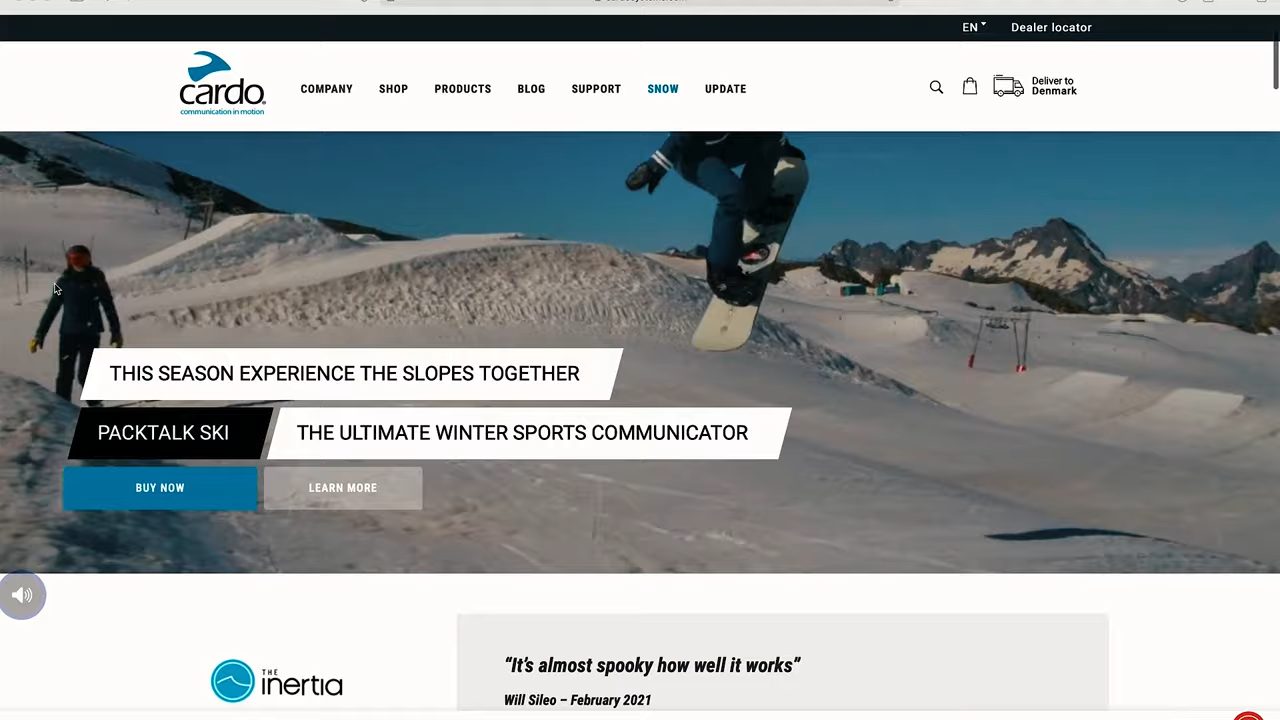 EN
Dealer locator
cardo
communication in motion
COMPANY
SHOP
PRODUCTS
BLOG
SUPPORT
SNOW
UPDATE
Deliver to
Denmark
THIS SEASON EXPERIENCE THE SLOPES TOGETHER
PACKTALK SKI
THE ULTIMATE WINTER SPORTS COMMUNICATOR
BUY NOW
LEARN MORE
THE
inertia
“It’s almost spooky how well it works”
Will Sileo – February 2021